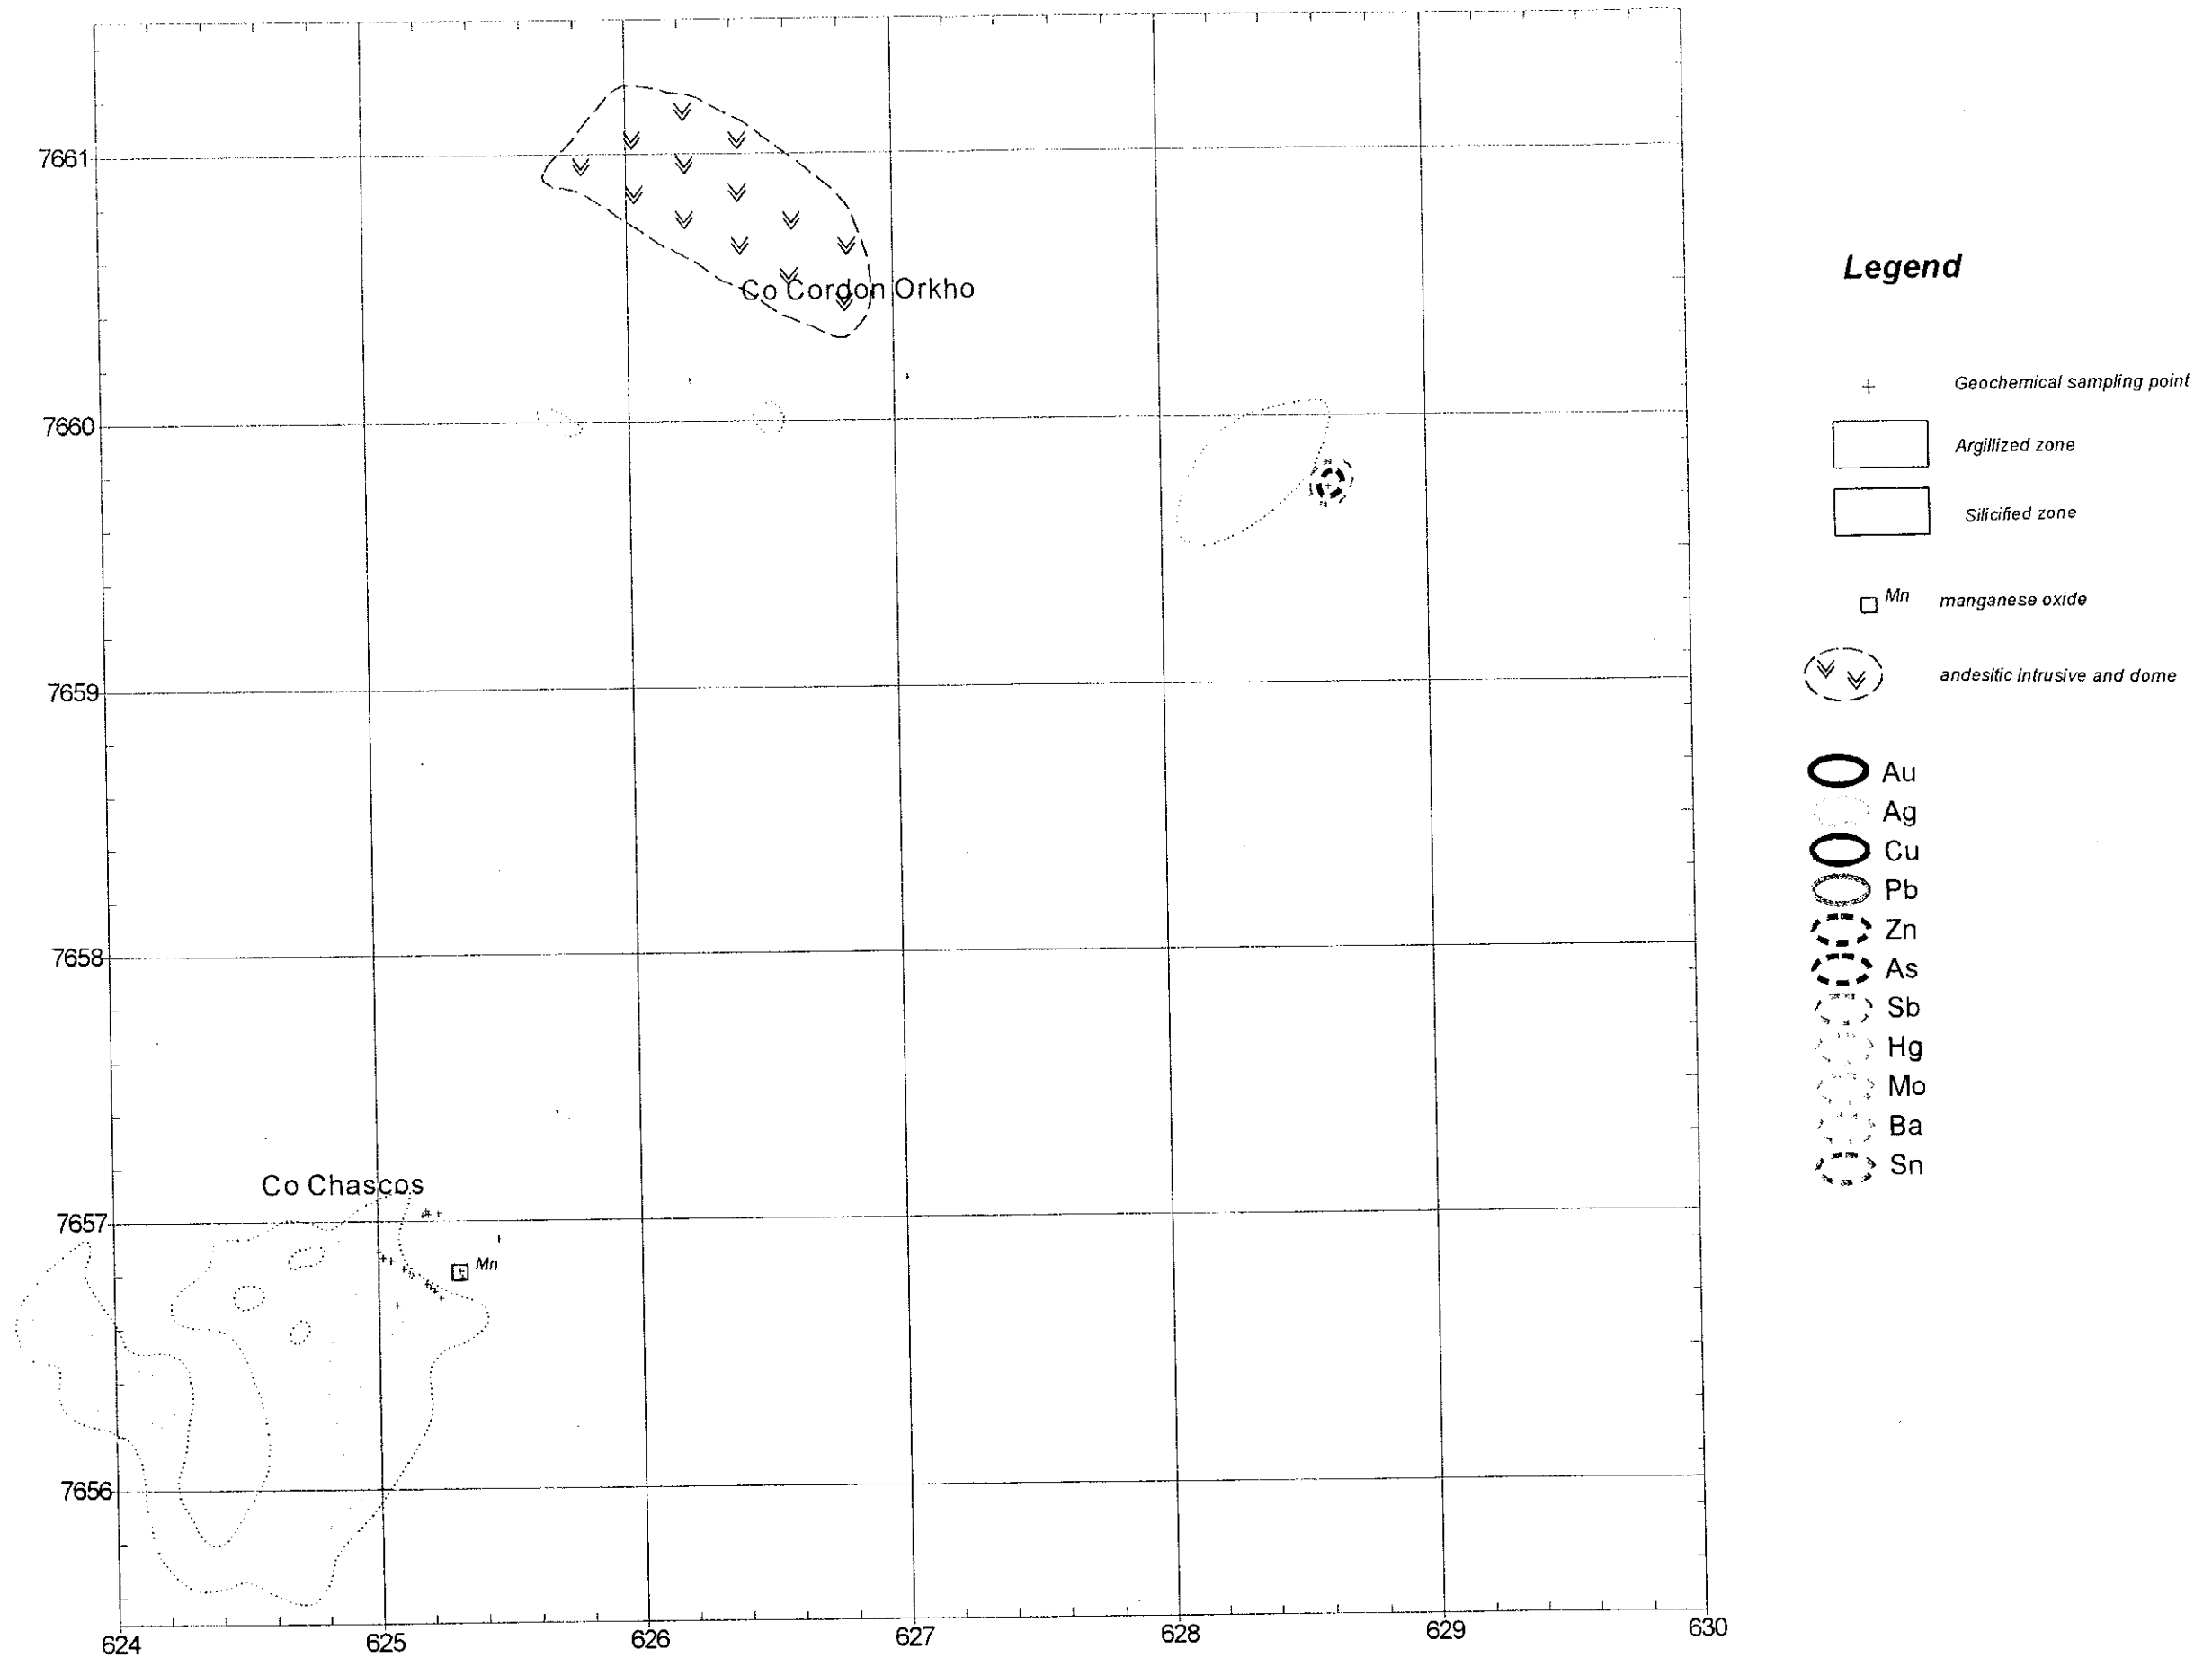 7661
Co Cordon Orkho
7660
7659
7658
Co Chascos
7657
Mn
7656
624
625
626
627
628
629
630
Legend
Geochemical sampling point
Argillized zone
Silicified zone
Mn
manganese oxide
andesitic intrusive and dome
Au
Ag
Cu
Pb
Zn
As
Sb
Hg
Mo
Ba
Sn